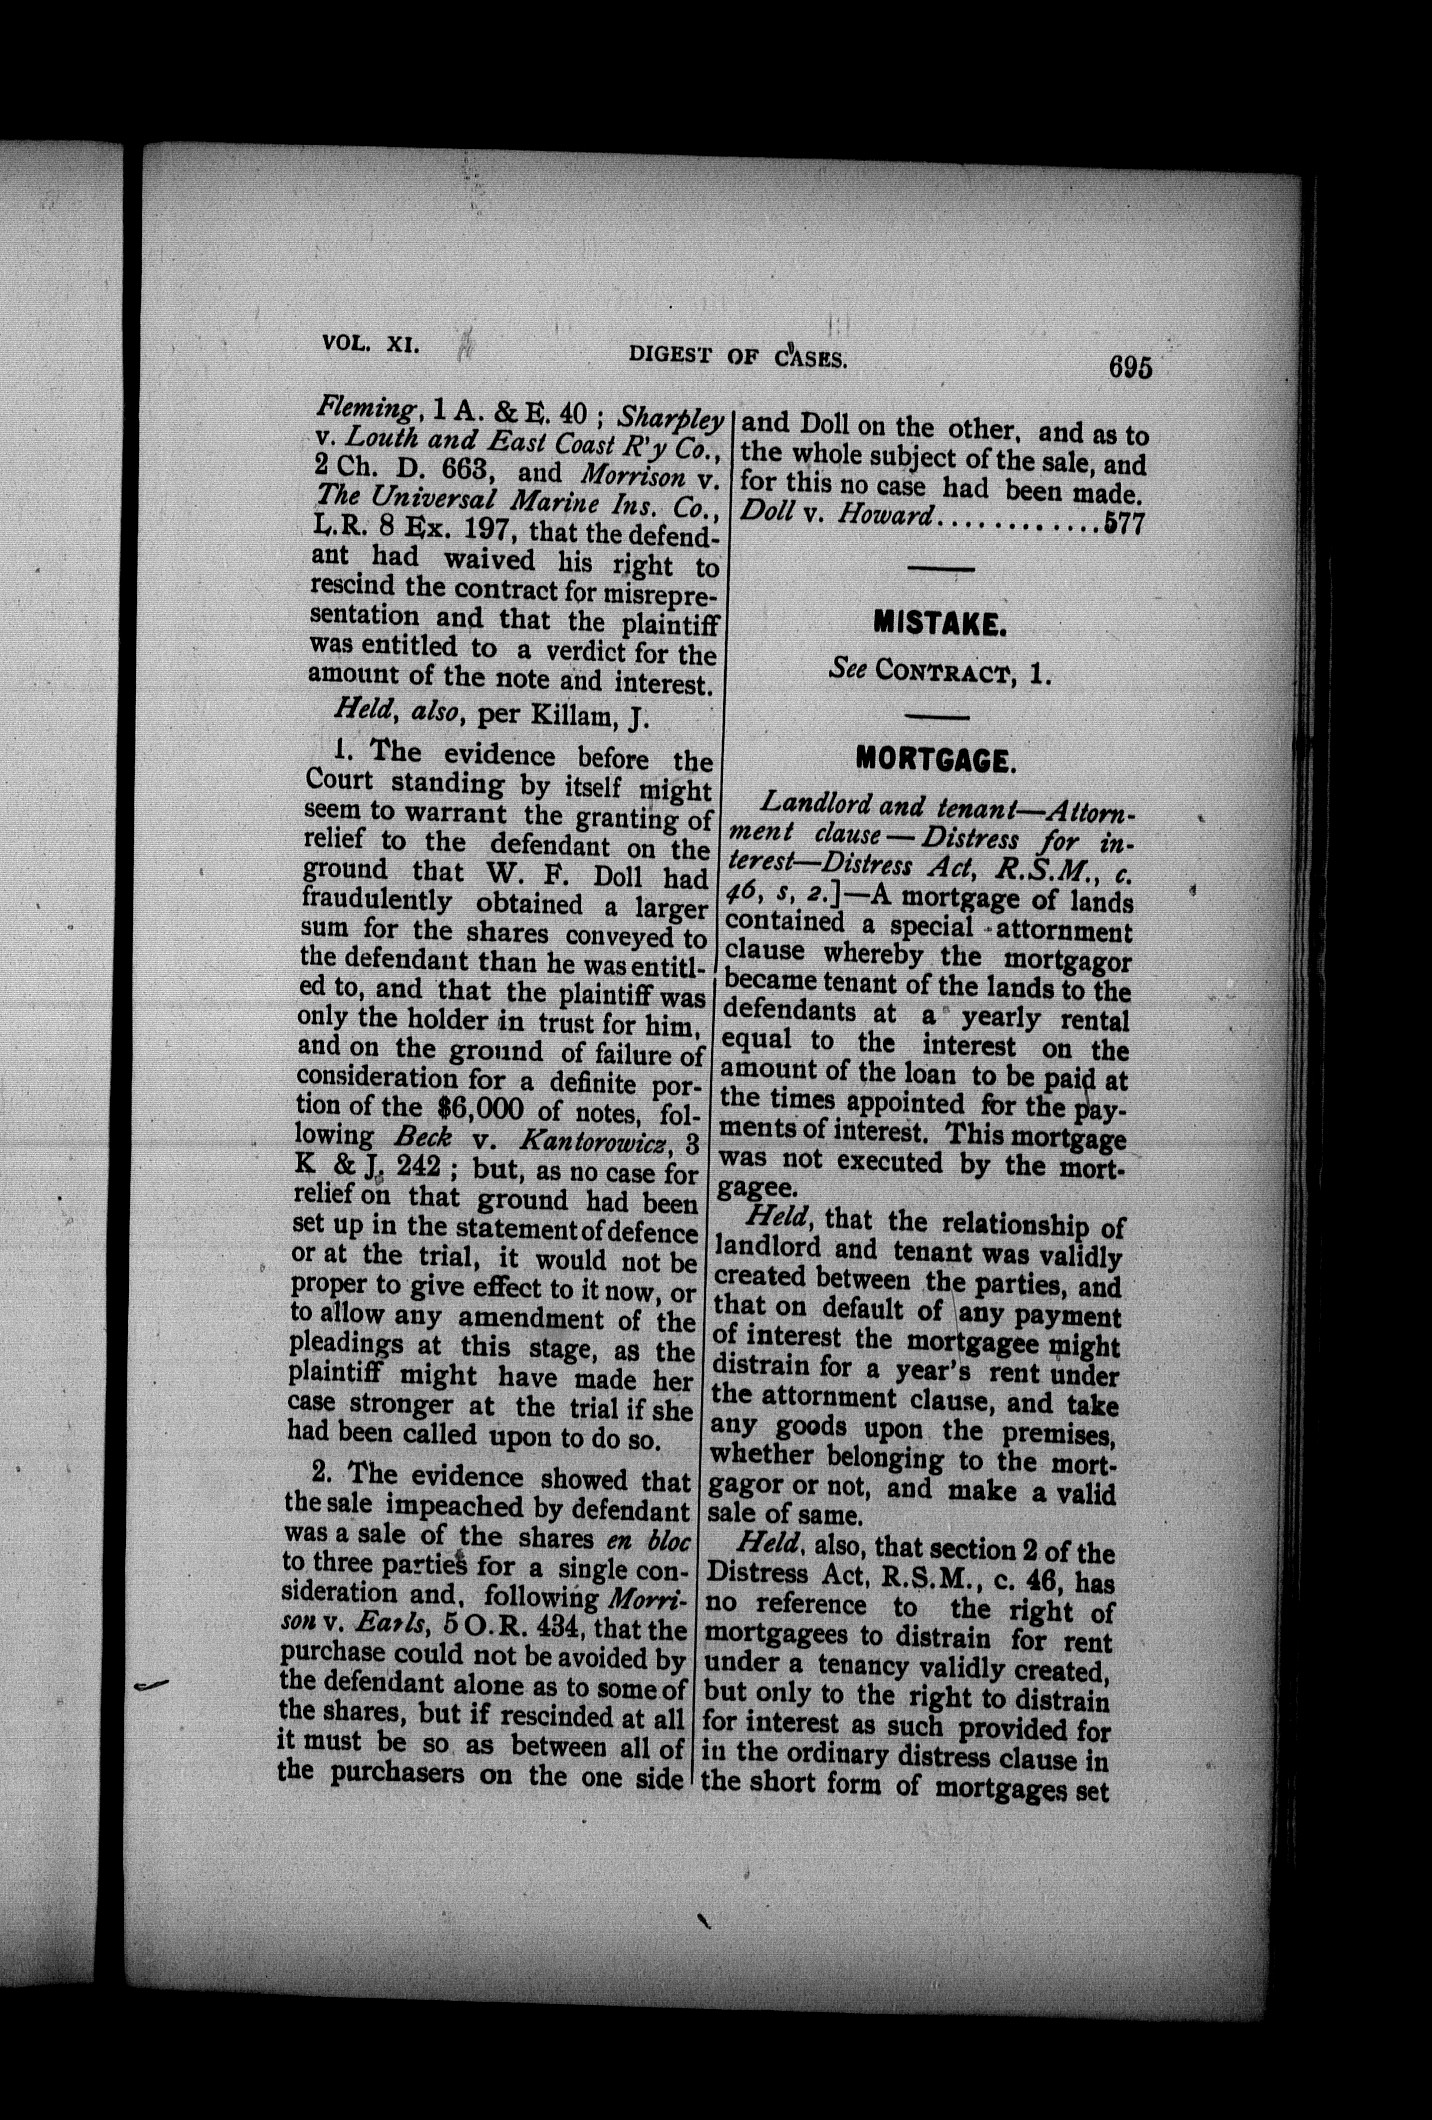 VOL. XI.
DIGEST OF CASES.
695
Fleming, 1 A. & E. 40 ; Sharpley
v. Louth and East Coast R'y Co.,
2 Ch. D. 663, and Morrison v.
The Universal Marine Ins. Co.,
L.R. 8 Ex. 197, that the defend-
ant had waived his right to
rescind the contract for misrepre-
sentation and that the plaintiff
was entitled to a verdict for the
amount of the note and interest.
Held, also, per Killam, J.
1. The evidence before the
Court standing by itself might
seem to warrant the granting of
relief to the defendant on the
ground that W. F. Doll had
fraudulently obtained a larger
sum for the shares conveyed to
the defendant than he was entitl-
ed to, and that the plaintiff was
only the holder in trust for him,
and on the ground of failure of
consideration for a definite por-
tion of the $6,000 of notes, fol-
lowing Beck v. Kantorowicz, 3
K & J. 242 ; but, as no case for
relief on that ground had been
set up in the statement of defence
or at the trial, it would not be
proper to give effect to it now, or
to allow any amendment of the
pleadings at this stage, as the
plaintiff might have made her
case stronger at the trial if she
had been called upon to do so.
2. The evidence showed that
the sale impeached by defendant
was a sale of the shares en bloc
to three parties for a single con-
sideration and, following Morri-
son v. Earls, 5 O.R. 434, that the
purchase could not be avoided by
the defendant alone as to some of
the shares, but if rescinded at all
it must be so as between all of
the purchasers on the one side
and Doll on the other, and as to
the whole subject of the sale, and
for this no case had been made.
Doll v. Howard.............577
MISTAKE.
See CONTRACT, 1.
MORTGAGE.
Landlord and tenant—Attorn-
ment clause — Distress for in-
terest—Distress Act, R.S.M., c.
46, s, 2.]—A mortgage of lands
contained a special attornment
clause whereby the mortgagor
became tenant of the lands to the
defendants at a yearly rental
equal to the interest on the
amount of the loan to be paid at
the times appointed for the pay-
ments of interest. This mortgage
was not executed by the mort-
gagee.
Held, that the relationship of
landlord and tenant was validly
created between the parties, and
that on default of any payment
of interest the mortgagee might
distrain for a year's rent under
the attornment clause, and take
any goods upon the premises,
whether belonging to the mort-
gagor or not, and make a valid
sale of same.
Held, also, that section 2 of the
Distress Act, R.S.M., c. 46, has
no reference to the right of
mortgagees to distrain for rent
under a tenancy validly created,
but only to the right to distrain
for interest as such provided for
in the ordinary distress clause in
the short form of mortgages set